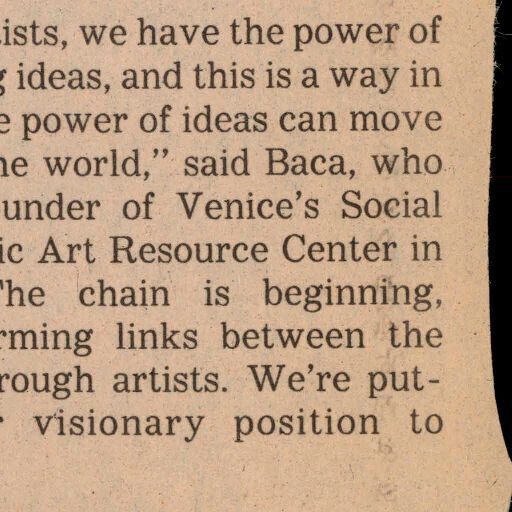 ists, we have the power of
ideas, and this is a way in
power of ideas can move
world,” said Baca, who
under of Venice’s Social
ic Art Resource Center in
The chain is beginning,
rming links between the
rough artists. We’re put-
visionary position to